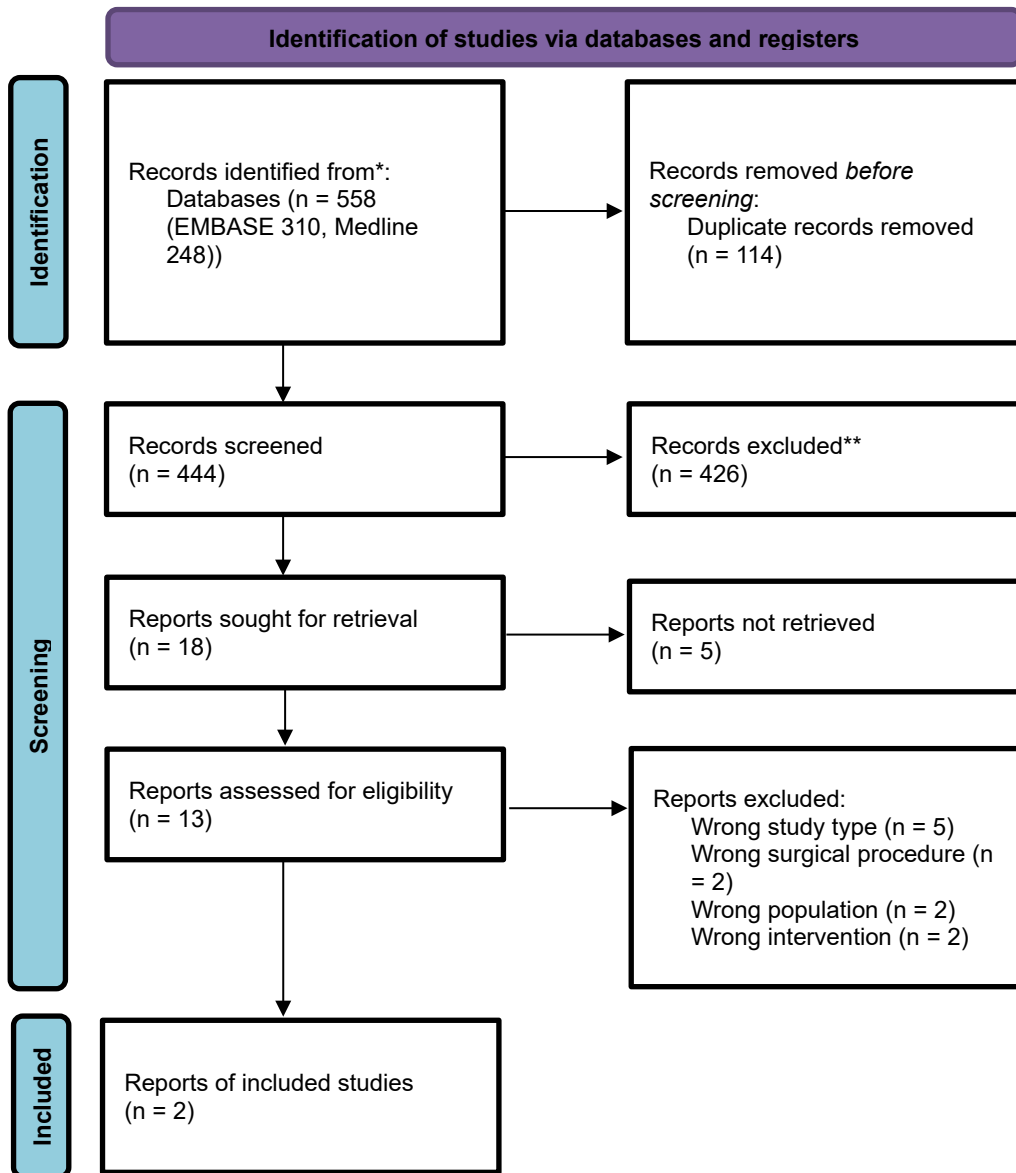 Identification of studies via databases and registers
Identification
Records identified from*:
Databases (n = 558
(EMBASE 310, Medline
248))
Records removed before
screening:
Duplicate records removed
(n = 114)
Screening
Records screened
(n = 444)
Records excluded**
(n = 426)
Reports sought for retrieval
(n = 18)
Reports not retrieved
(n = 5)
Reports assessed for eligibility
(n = 13)
Reports excluded:
Wrong study type (n = 5)
Wrong surgical procedure (n
= 2)
Wrong population (n = 2)
Wrong intervention (n = 2)
Included
Reports of included studies
(n = 2)